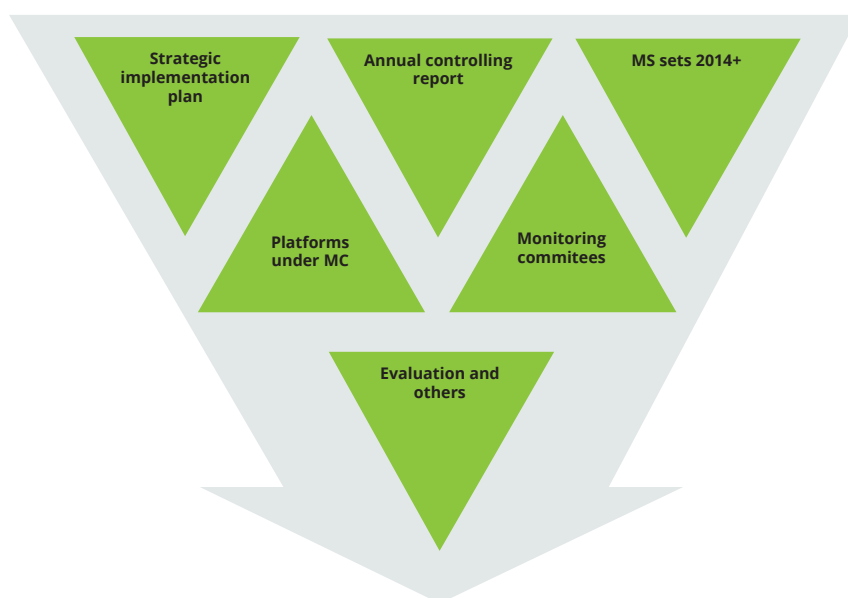 Strategic
implementation
plan
Annual controlling
report
MS sets 2014+
Platforms
under MC
Monitoring
commitees
Evaluation and
others